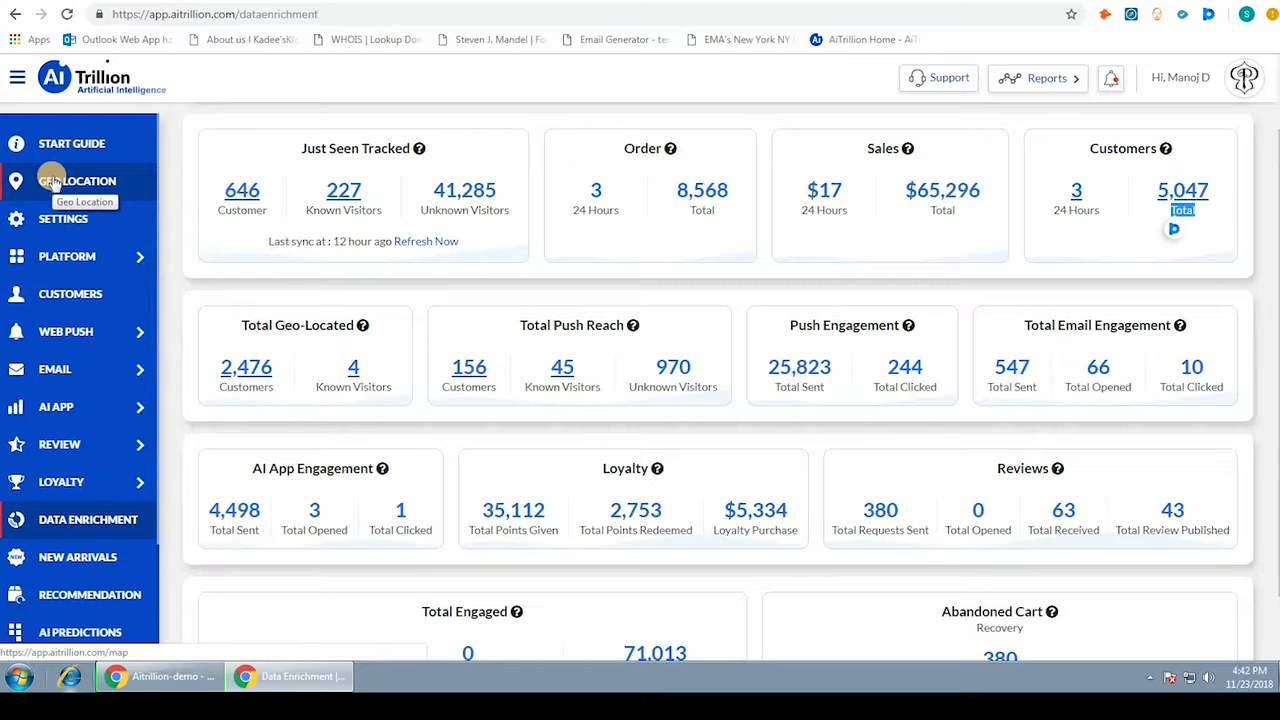 https://app.aitrillion.com/dataenrichment
Apps
Outlook Web App hz
About us I Kadee'sKi
WHOIS | Lookup Dom
Steven J. Mandel | Fo
Email Generator - ter
EMA's New York NY
AiTrillion Home - AiT
Ai Trillion
Artificial Intelligence
Support
Reports
Hi, Manoj D
START GUIDE
GEO LOCATION
Geo Location
SETTINGS
PLATFORM
CUSTOMERS
WEB PUSH
EMAIL
AI APP
REVIEW
LOYALTY
DATA ENRICHMENT
NEW ARRIVALS
RECOMMENDATION
AI PREDICTIONS
Just Seen Tracked
646 227 41,285
Customer Known Visitors Unknown Visitors
Last sync at : 12 hour ago Refresh Now
Order
3 8,568
24 Hours Total
Sales
$17 $65,296
24 Hours Total
Customers
3 5,047
24 Hours Total
Total Geo-Located
2,476 4
Customers Known Visitors
Total Push Reach
156 45 970
Customers Known Visitors Unknown Visitors
Push Engagement
25,823 244
Total Sent Total Clicked
Total Email Engagement
547 66 10
Total Sent Total Opened Total Clicked
AI App Engagement
4,498 3 1
Total Sent Total Opened Total Clicked
Loyalty
35,112 2,753 $5,334
Total Points Given Total Points Redeemed Loyalty Purchase
Reviews
380 0 63 43
Total Requests Sent Total Opened Total Received Total Review Published
Total Engaged
0 71,013
Abandoned Cart
Recovery
380
https://app.aitrillion.com/map
Aitrillion-demo - ...
Data Enrichment |...
4:42 PM
11/23/2018